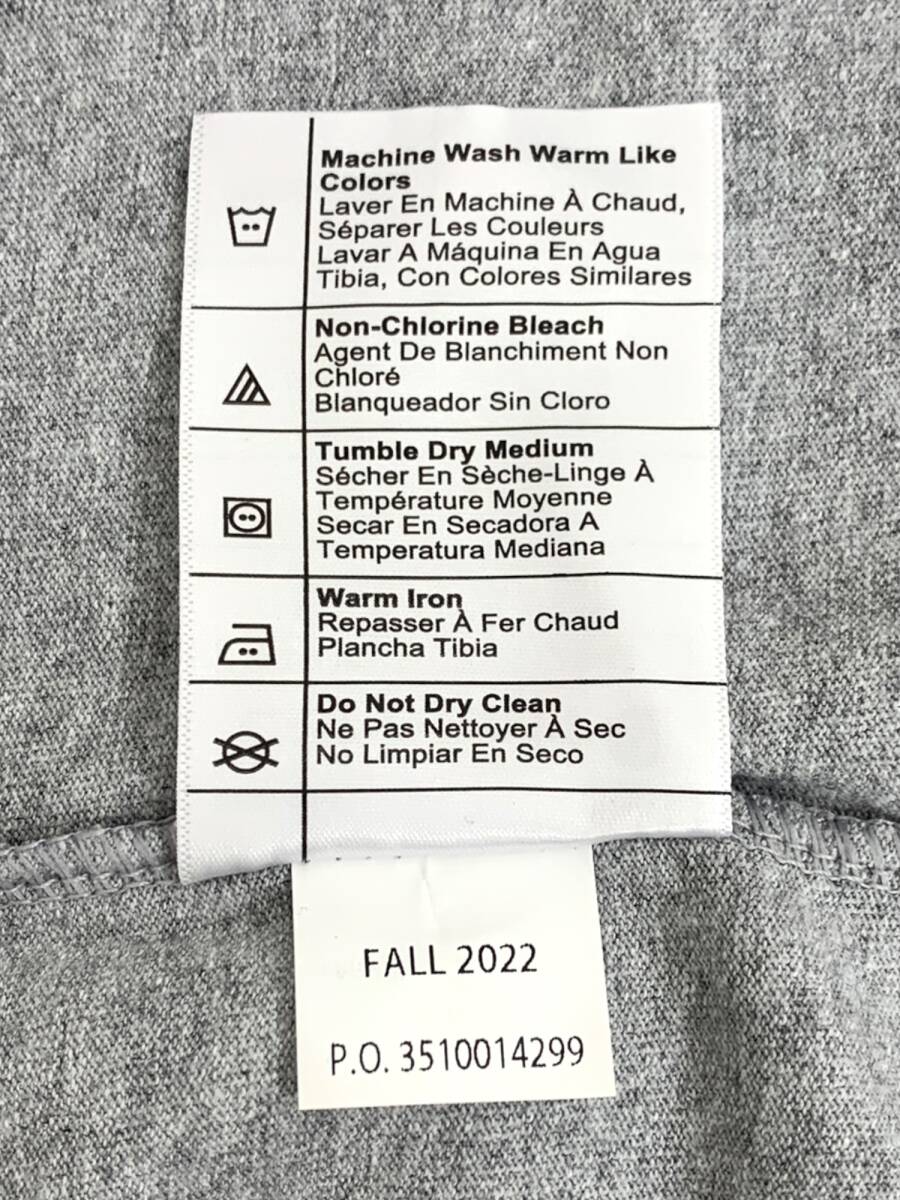 Machine Wash Warm Like
Colors
Laver En Machine À Chaud,
Séparer Les Couleurs
Lavar A Máquina En Agua
Tibia, Con Colores Similares
Non-Chlorine Bleach
Agent De Blanchiment Non
Chloré
Blanqueador Sin Cloro
Tumble Dry Medium
Sécher En Sèche-Linge À
Température Moyenne
Secar En Secadora A
Temperatura Mediana
Warm Iron
Repasser À Fer Chaud
Plancha Tibia
Do Not Dry Clean
Ne Pas Nettoyer À Sec
No Limpiar En Seco
FALL 2022
P.O. 3510014299